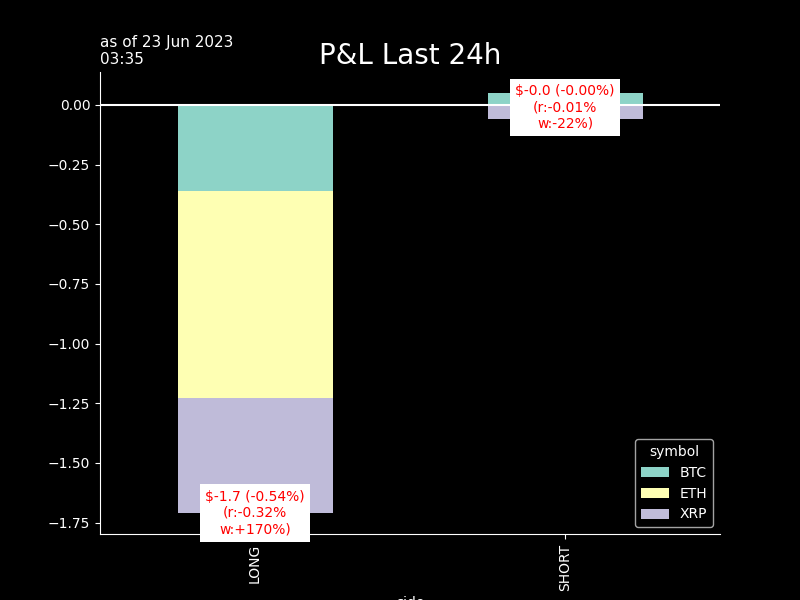 as of 23 Jun 2023
03:35
P&L Last 24h
0.00
−0.25
−0.50
−0.75
−1.00
−1.25
−1.50
−1.75
$-0.0 (-0.00%)
(r:-0.01%
w:-22%)
$-1.7 (-0.54%)
(r:-0.32%
w:+170%)
symbol
BTC
ETH
XRP
LONG
SHORT